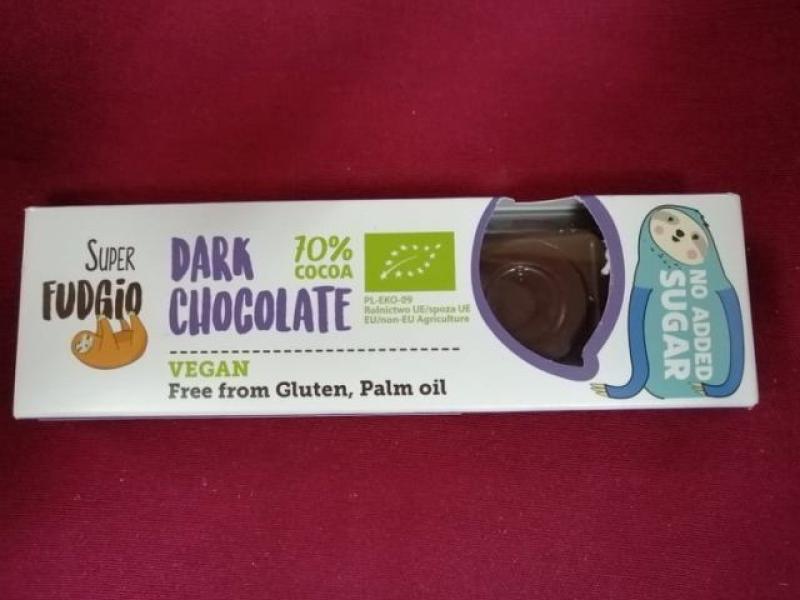 SUPER
FUDGiO
DARK
CHOCOLATE
70%
COCOA
PL-EKO-09
Rolnictwo UE/spoza UE
EU/non-EU Agriculture
VEGAN
Free from Gluten, Palm oil
NO ADDED
SUGAR